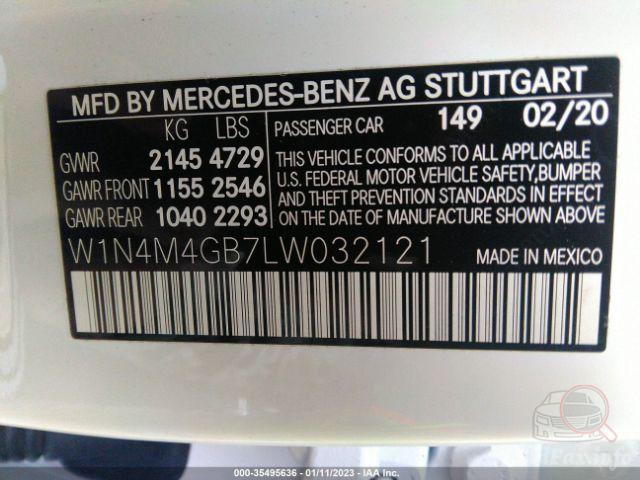 MFD BY MERCEDES-BENZ AG STUTTGART
KG LBS PASSENGER CAR 149 02/20
GVWR 2145 4729
GAWR FRONT 1155 2546
GAWR REAR 1040 2293
THIS VEHICLE CONFORMS TO ALL APPLICABLE
U.S. FEDERAL MOTOR VEHICLE SAFETY,BUMPER
AND THEFT PREVENTION STANDARDS IN EFFECT
ON THE DATE OF MANUFACTURE SHOWN ABOVE.
W1N4M4GB7LW032121 MADE IN MEXICO
000-35495636 - 01/11/2023 - IAA Inc.